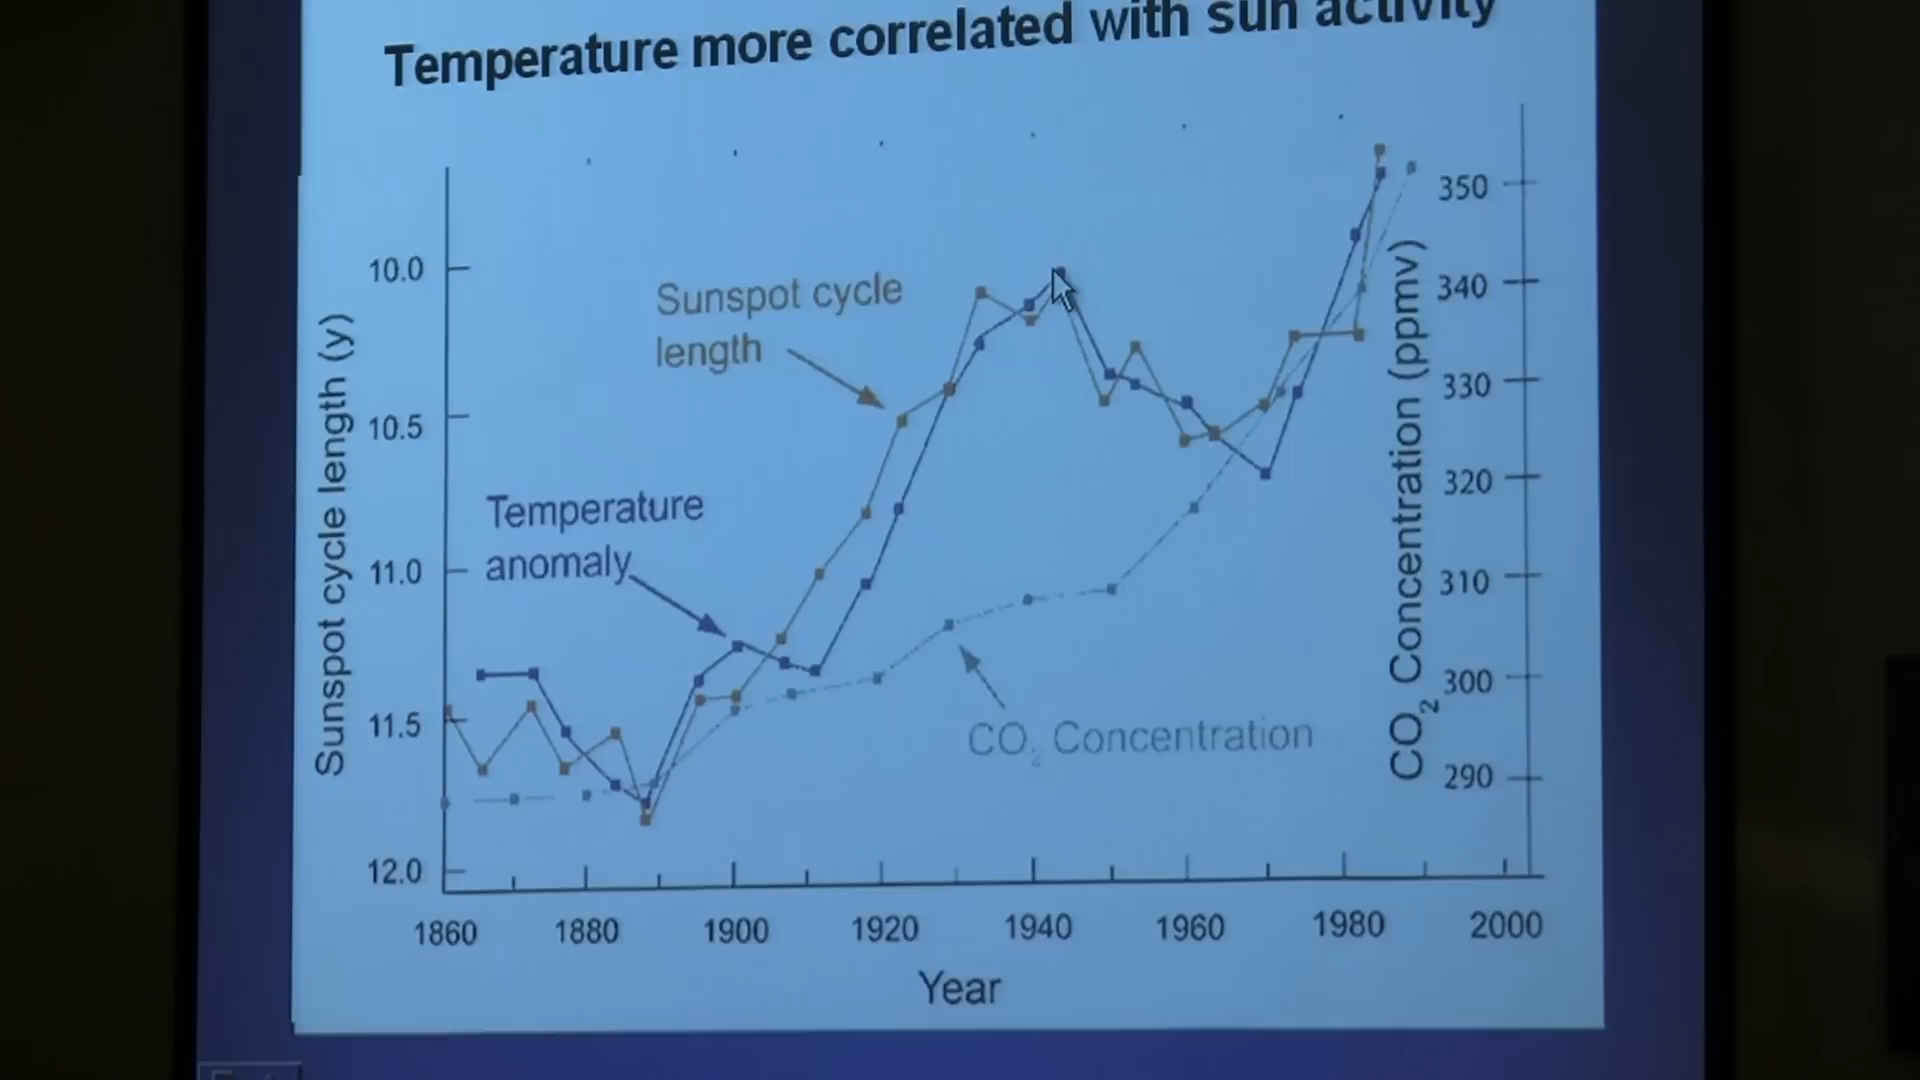 Temperature more correlated with sun activity
Sunspot cycle length (y)
10.0
10.5
11.0
11.5
12.0
Sunspot cycle
length
Temperature
anomaly
CO2 Concentration
CO2 Concentration (ppmv)
350
340
330
320
310
300
290
1860 1880 1900 1920 1940 1960 1980 2000
Year